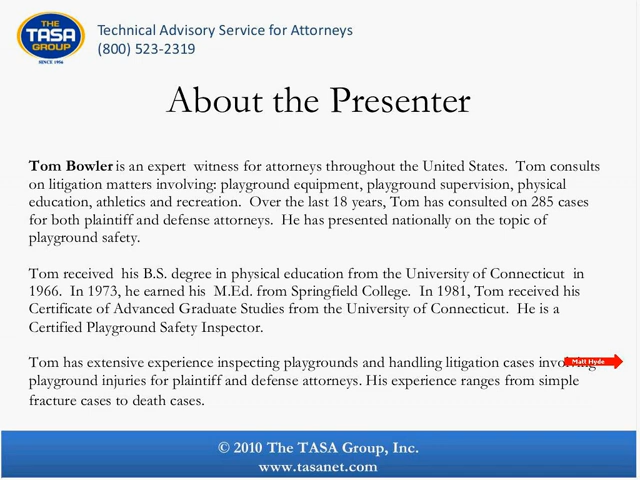 THE
TASA
GROUP
SINCE 1956
Technical Advisory Service for Attorneys
(800) 523-2319
About the Presenter
Tom Bowler is an expert witness for attorneys throughout the United States. Tom consults
on litigation matters involving: playground equipment, playground supervision, physical
education, athletics and recreation. Over the last 18 years, Tom has consulted on 285 cases
for both plaintiff and defense attorneys. He has presented nationally on the topic of
playground safety.
Tom received his B.S. degree in physical education from the University of Connecticut in
1966. In 1973, he earned his M.Ed. from Springfield College. In 1981, Tom received his
Certificate of Advanced Graduate Studies from the University of Connecticut. He is a
Certified Playground Safety Inspector.
Tom has extensive experience inspecting playgrounds and handling litigation cases involving
Matt Hyde
playground injuries for plaintiff and defense attorneys. His experience ranges from simple
fracture cases to death cases.
© 2010 The TASA Group, Inc.
www.tasanet.com